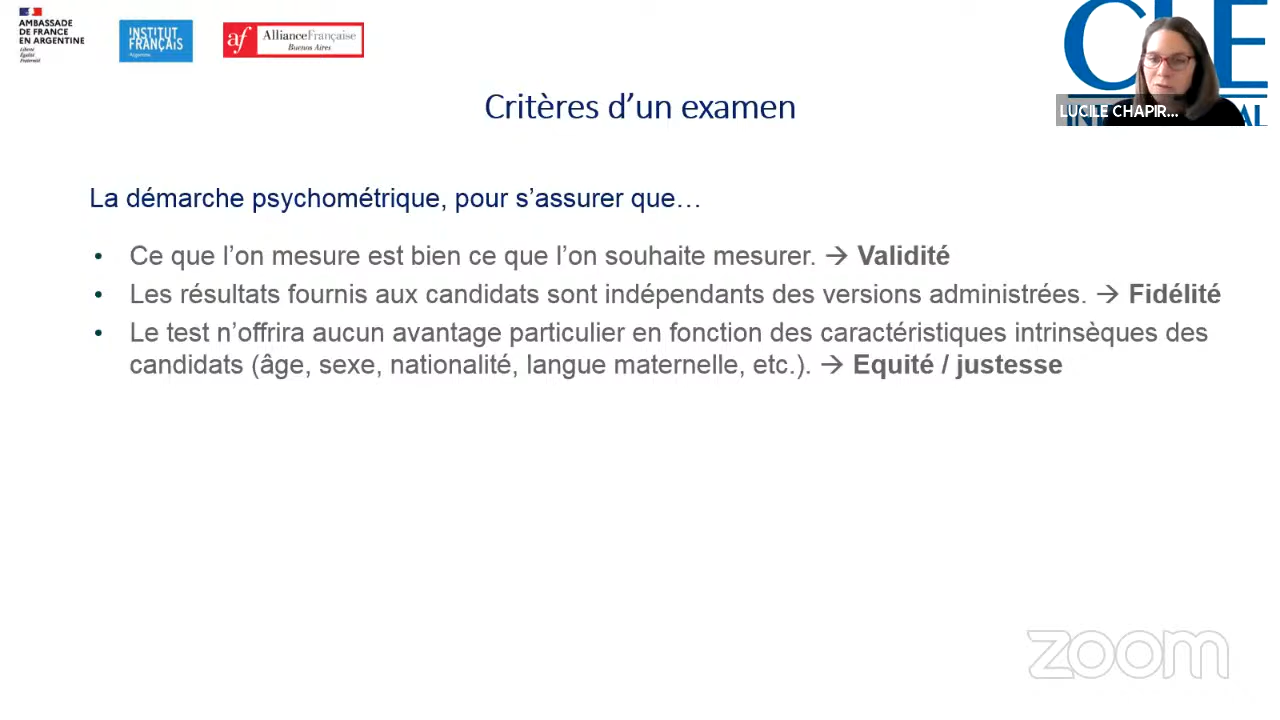 AMBASSADE
DE FRANCE
EN ARGENTINE
Liberté
Égalité
Fraternité
INSTITUT
FRANÇAIS
Argentine
af
AllianceFrançaise
Buenos Aires
LUCILE CHAPIR...
Critères d’un examen
La démarche psychométrique, pour s’assurer que…
• Ce que l’on mesure est bien ce que l’on souhaite mesurer. → Validité
• Les résultats fournis aux candidats sont indépendants des versions administrées. → Fidélité
• Le test n’offrira aucun avantage particulier en fonction des caractéristiques intrinsèques des
candidats (âge, sexe, nationalité, langue maternelle, etc.). → Equité / justesse
zoom